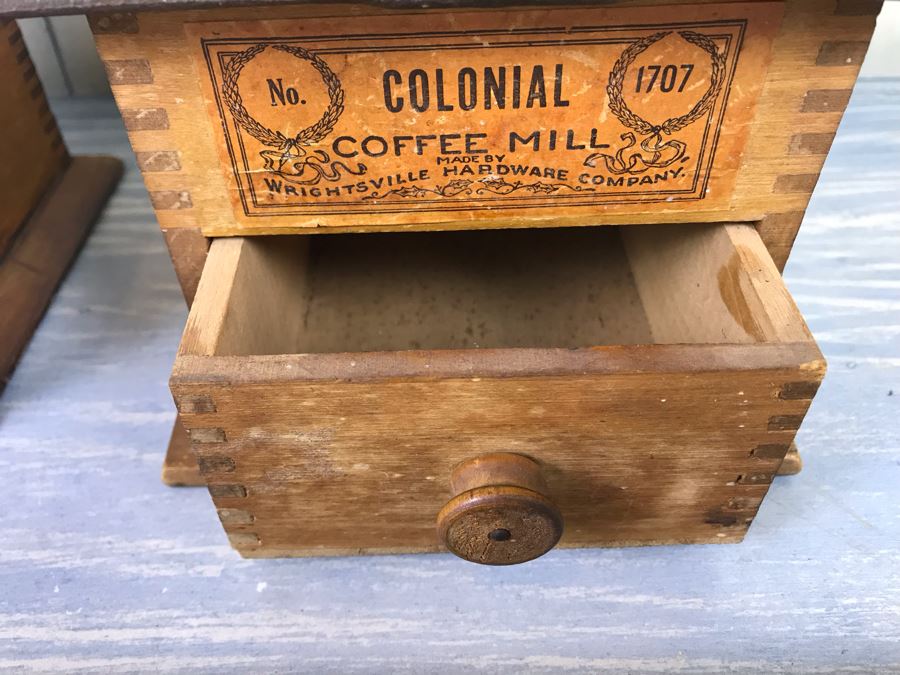 No. COLONIAL 1707
COFFEE MILL
MADE BY
WRIGHTSVILLE HARDWARE COMPANY.